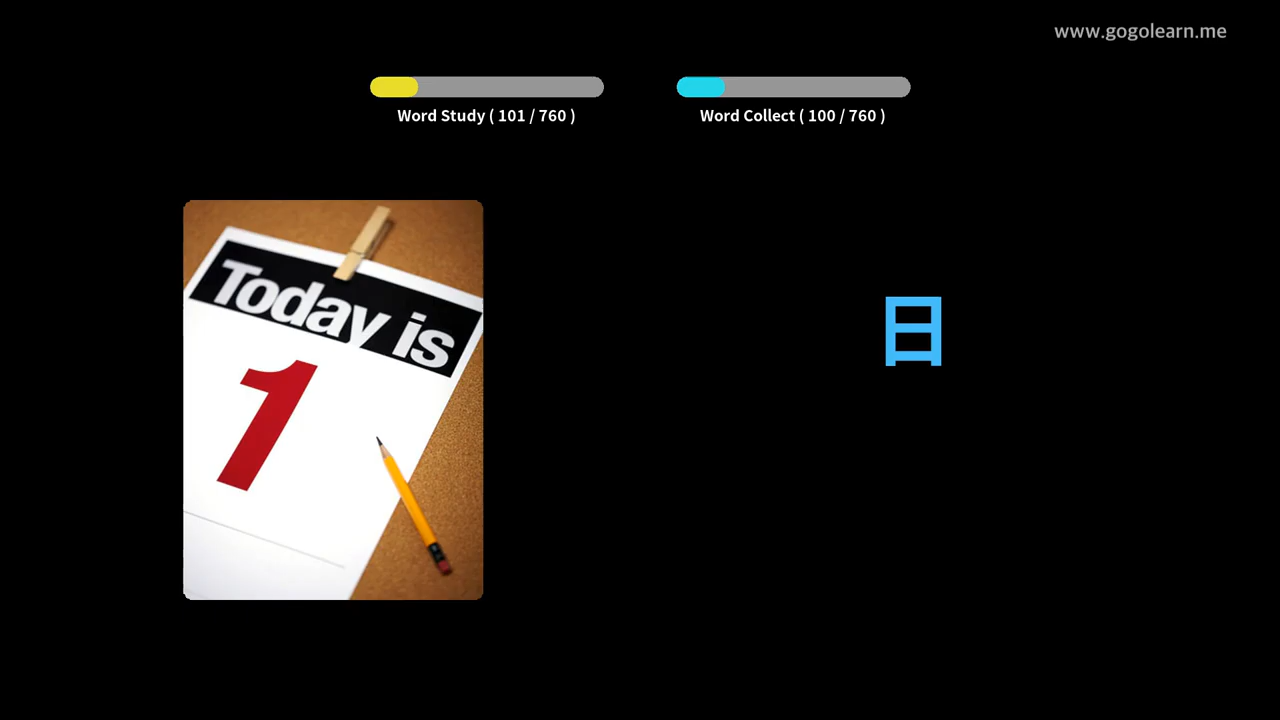 www.gogolearn.me
Word Study ( 101 / 760 )
Word Collect ( 100 / 760 )
Today is
1
日